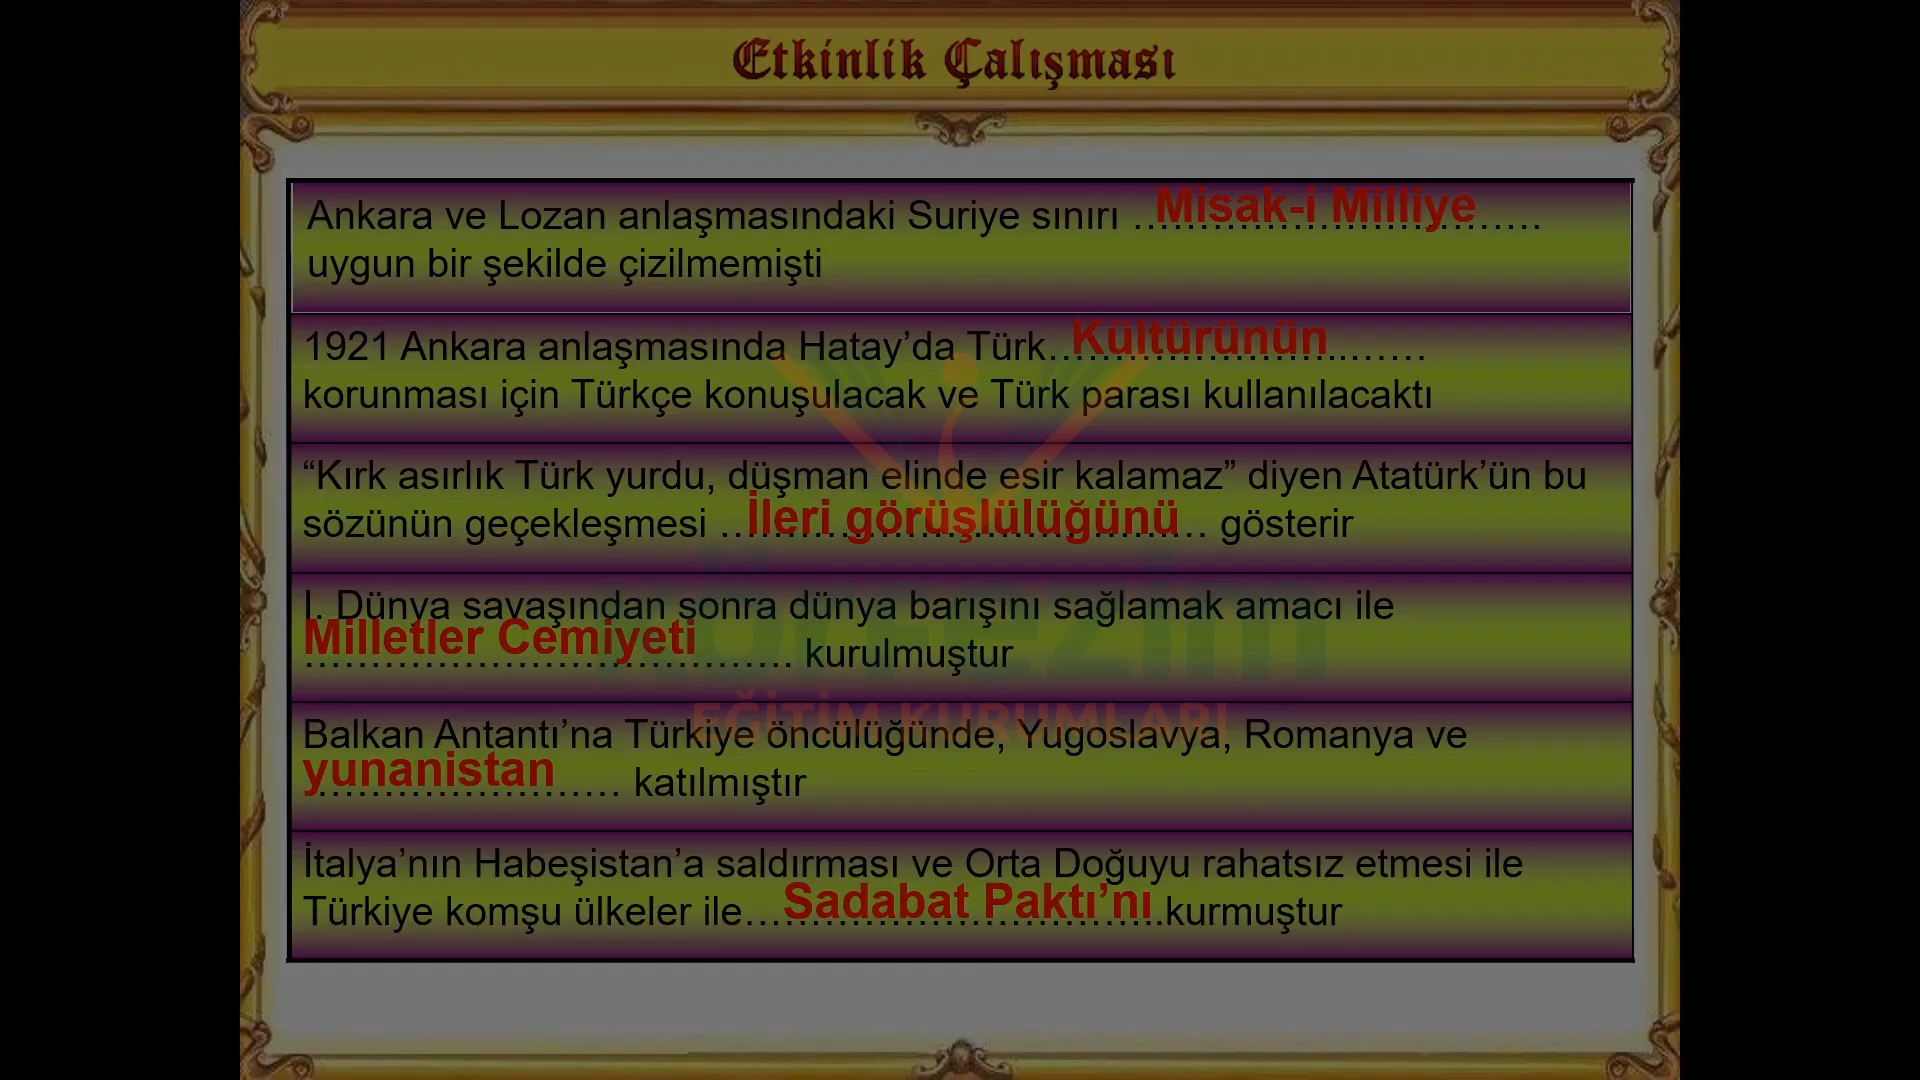 Etkinlik Çalışması
Ankara ve Lozan anlaşmasındaki Suriye sınırı ..Misak-i Milliye.....
uygun bir şekilde çizilmemişti
1921 Ankara anlaşmasında Hatay’da Türk..Kültürünün.......
korunması için Türkçe konuşulacak ve Türk parası kullanılacaktı
“Kırk asırlık Türk yurdu, düşman elinde esir kalamaz” diyen Atatürk’ün bu
sözünün geçekleşmesi ..İleri görüşlülüğünü.. gösterir
I. Dünya savaşından sonra dünya barışını sağlamak amacı ile
Milletler Cemiyeti....... kurulmuştur
EĞİTİM KURUMLARI
Balkan Antantı’na Türkiye öncülüğünde, Yugoslavya, Romanya ve
yunanistan..... katılmıştır
İtalya’nın Habeşistan’a saldırması ve Orta Doğuyu rahatsız etmesi ile
Türkiye komşu ülkeler ile...Sadabat Paktı’nı..kurmuştur